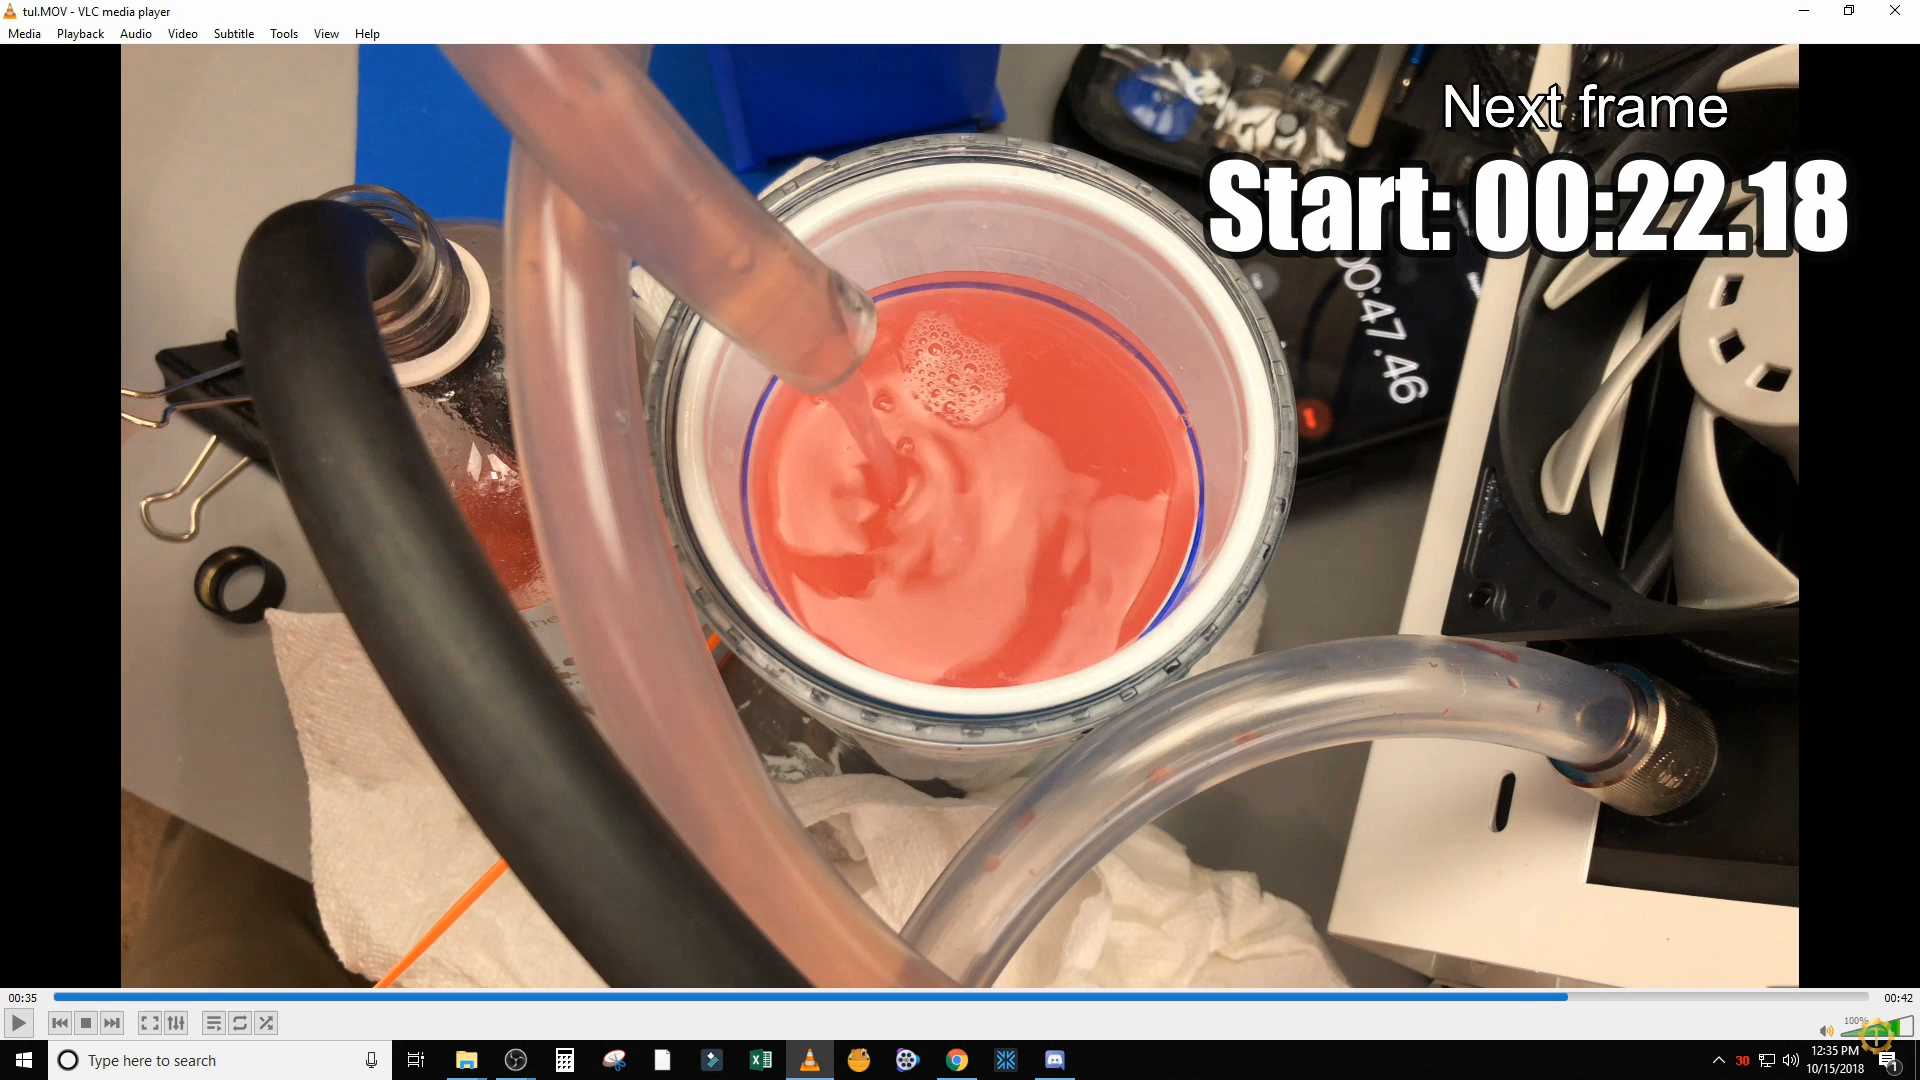 tul.MOV - VLC media player
Media Playback Audio Video Subtitle Tools View Help
Next frame
Start: 00:22.18
00:47.46
00:35
00:42
100%
Type here to search
30
12:35 PM
10/15/2018
1